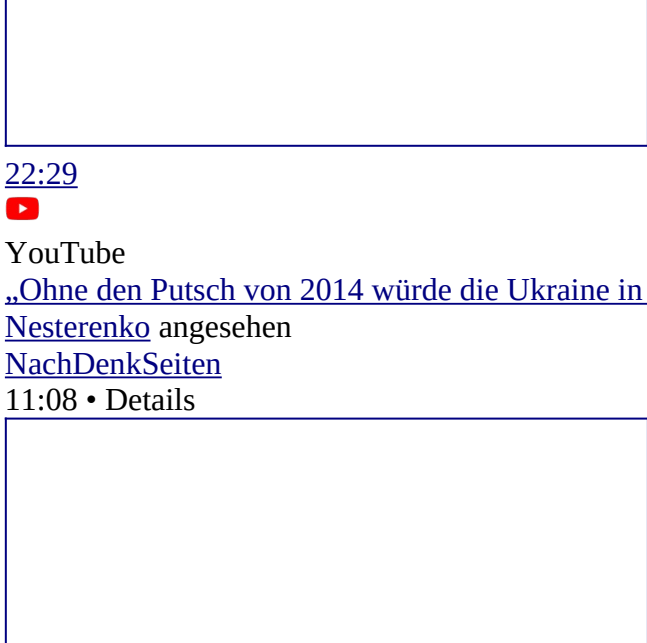 22:29
YouTube
„Ohne den Putsch von 2014 würde die Ukraine in
Nesterenko angesehen
NachDenkSeiten
11:08 • Details